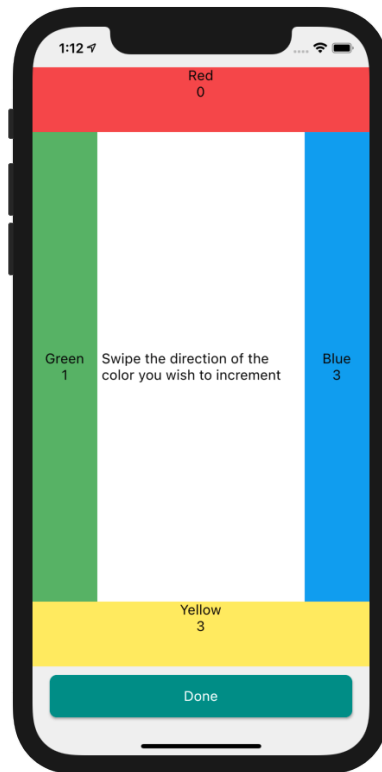 1:12
Red
0
Green
1
Swipe the direction of the
color you wish to increment
Blue
3
Yellow
3
Done